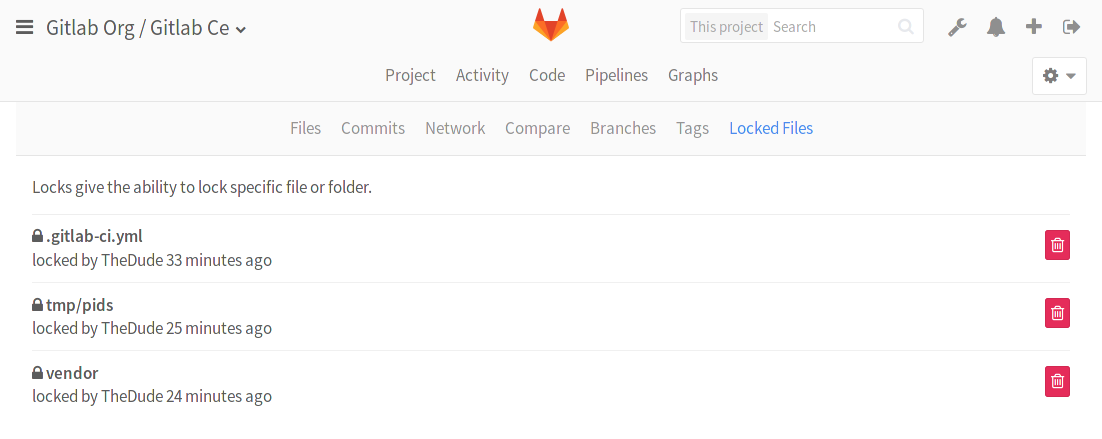 Gitlab Org / Gitlab Ce
This project Search
Project Activity Code Pipelines Graphs
Files Commits Network Compare Branches Tags Locked Files
Locks give the ability to lock specific file or folder.
.gitlab-ci.yml
locked by TheDude 33 minutes ago
tmp/pids
locked by TheDude 25 minutes ago
vendor
locked by TheDude 24 minutes ago